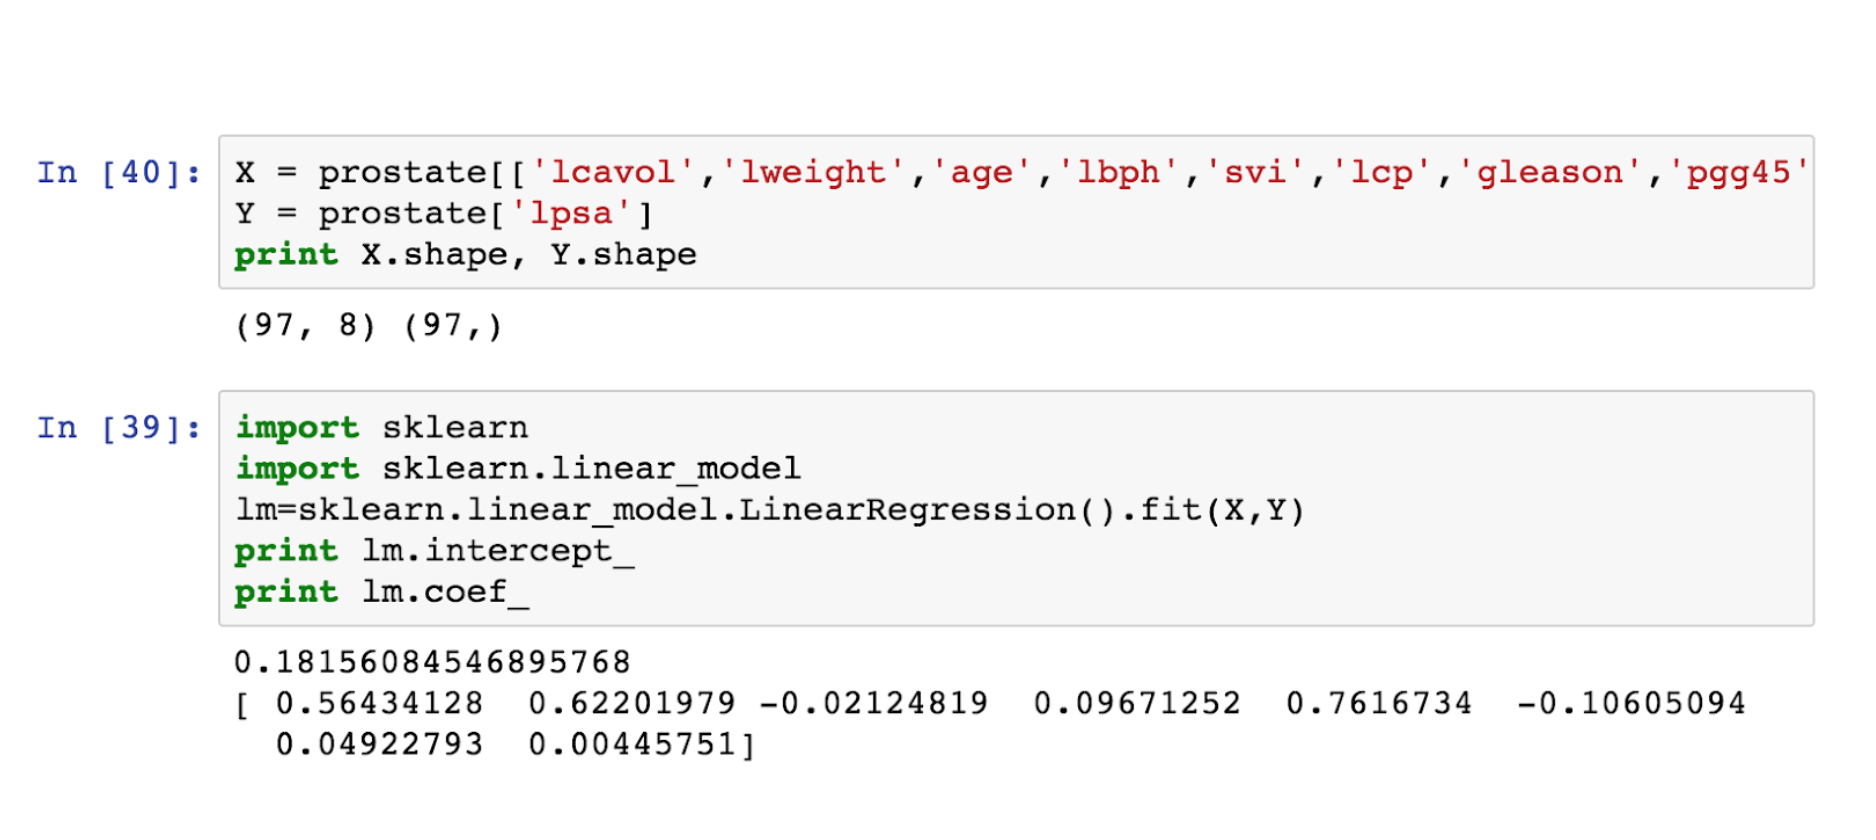 In [40]: X = prostate[['lcavol','lweight','age','lbph','svi','lcp','gleason','pgg45'
Y = prostate['lpsa']
print X.shape, Y.shape
(97, 8) (97,)
In [39]: import sklearn
import sklearn.linear_model
lm=sklearn.linear_model.LinearRegression().fit(X,Y)
print lm.intercept_
print lm.coef_
0.18156084546895768
[ 0.56434128  0.62201979 -0.02124819  0.09671252  0.7616734  -0.10605094
  0.04922793  0.00445751]